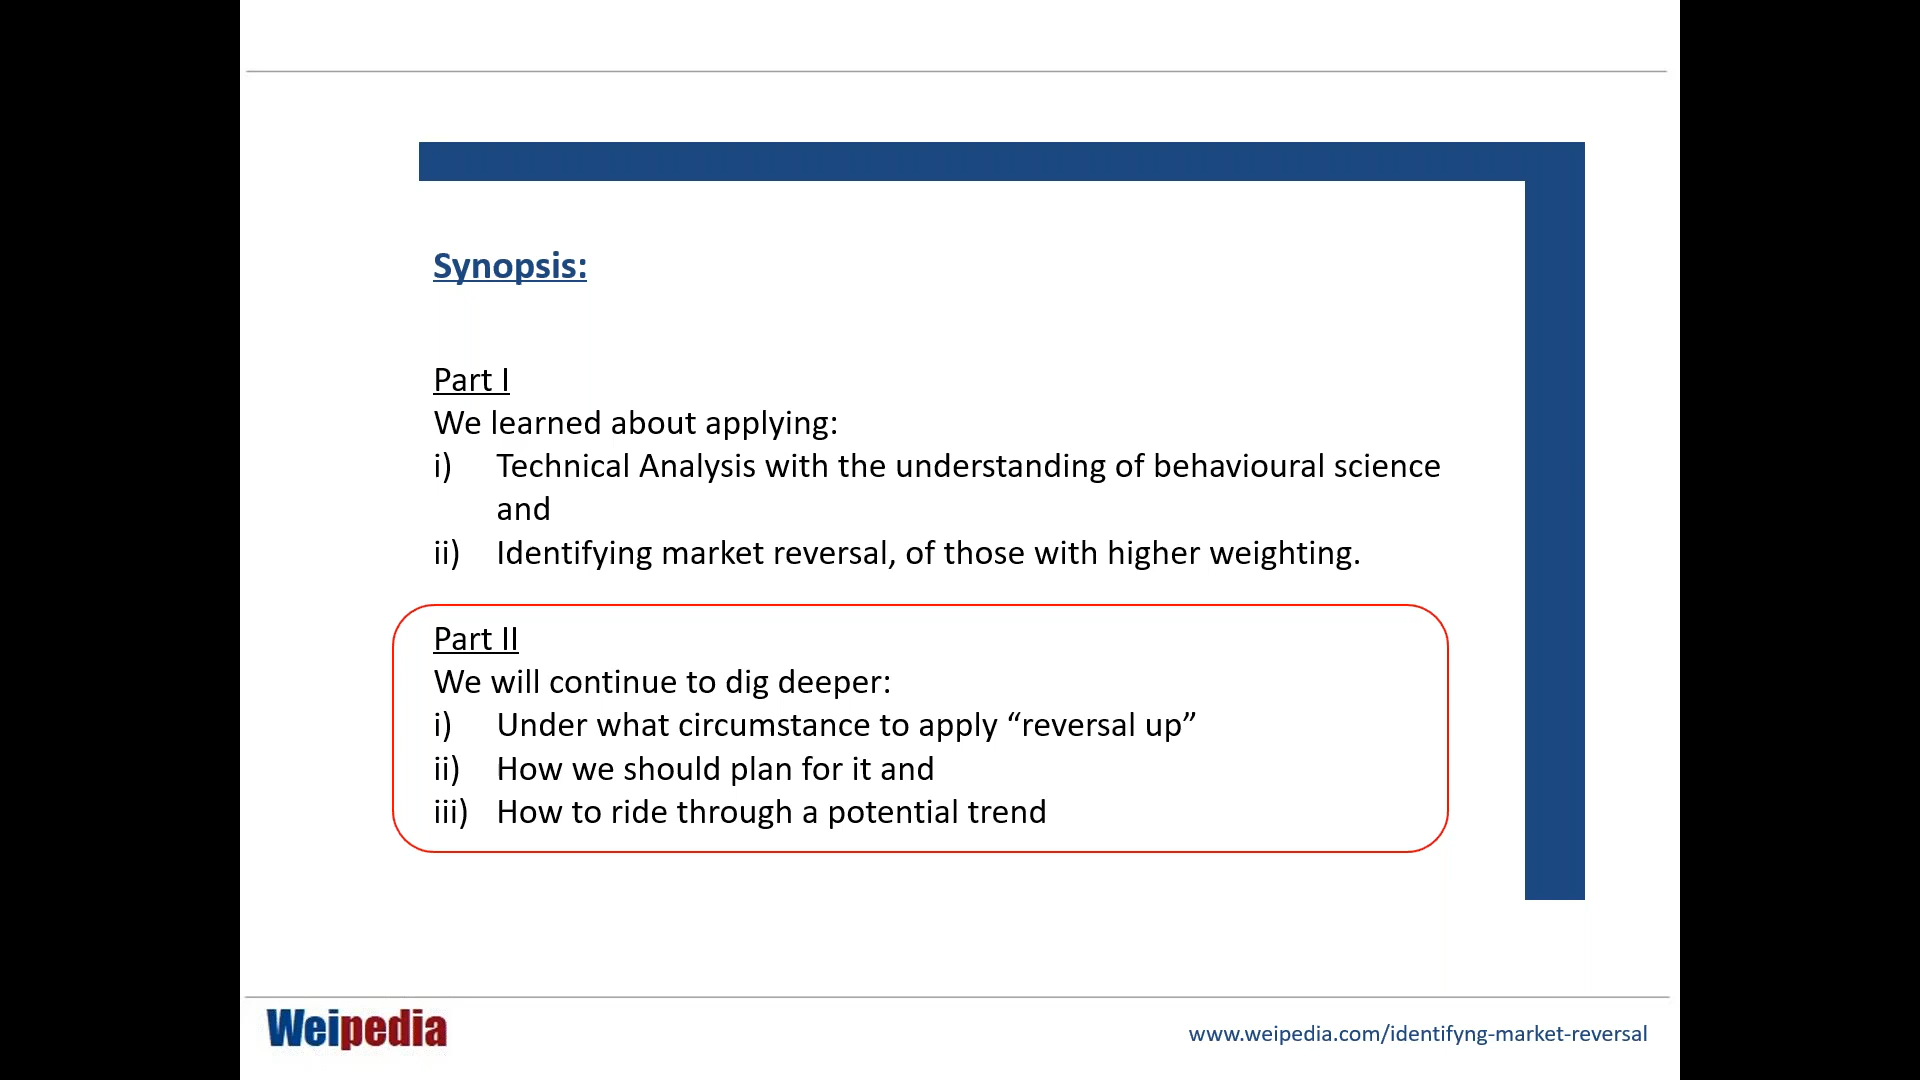 Synopsis:
Part I
We learned about applying:
i) Technical Analysis with the understanding of behavioural science
and
ii) Identifying market reversal, of those with higher weighting.
Part II
We will continue to dig deeper:
i) Under what circumstance to apply “reversal up”
ii) How we should plan for it and
iii) How to ride through a potential trend
Weipedia
www.weipedia.com/identifyng-market-reversal